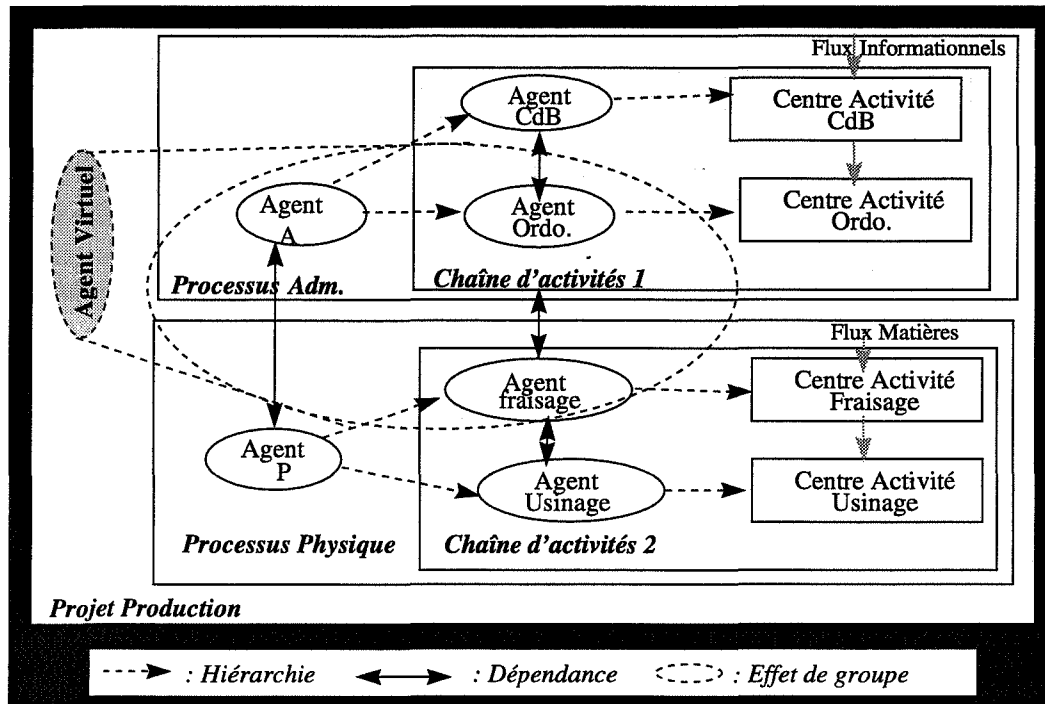 Flux Informationnels
Agent
CdB
Centre Activité
CdB
Agent Virtuel
Agent
A
Agent
Ordo.
Centre Activité
Ordo.
Processus Adm.
Chaîne d'activités 1
Flux Matières
Agent
fraisage
Centre Activité
Fraisage
Agent
P
Agent
Usinage
Centre Activité
Usinage
Processus Physique
Chaîne d'activités 2
Projet Production
: Hiérarchie
: Dépendance
: Effet de groupe